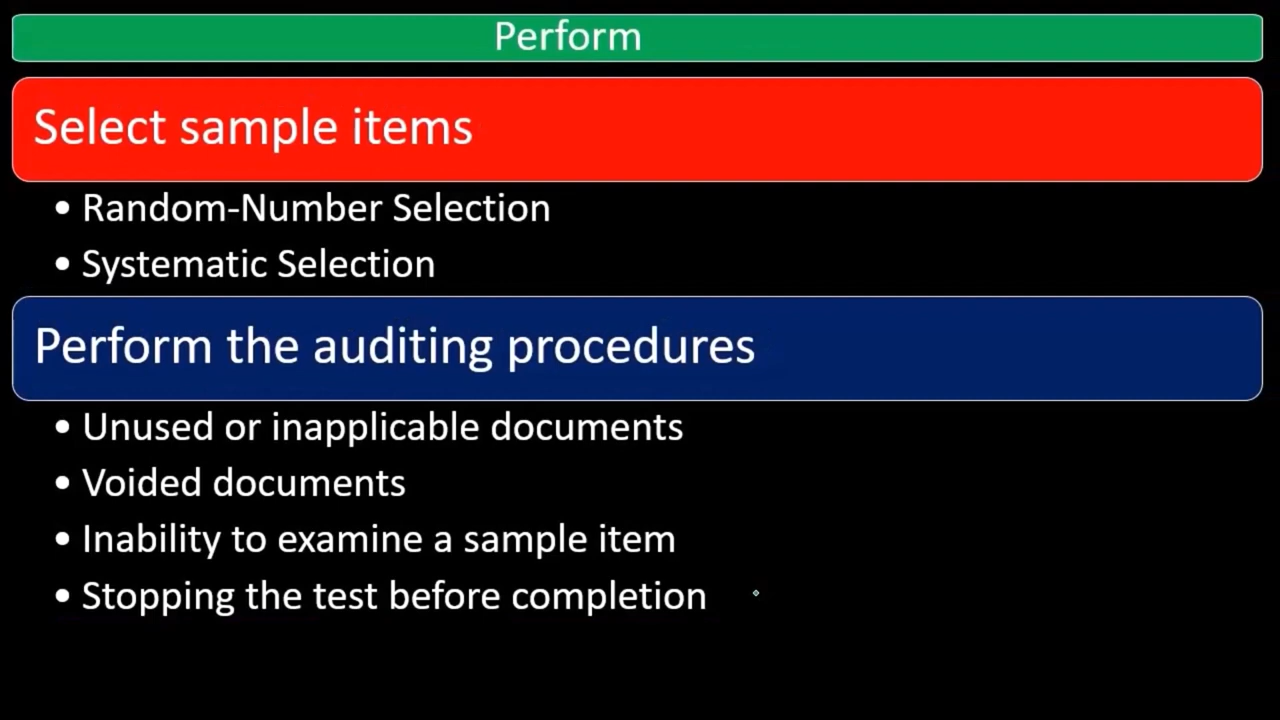 Perform
Select sample items
• Random-Number Selection
• Systematic Selection
Perform the auditing procedures
• Unused or inapplicable documents
• Voided documents
• Inability to examine a sample item
• Stopping the test before completion